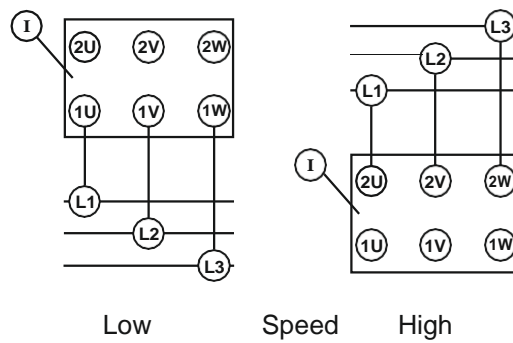 I
2U 2V 2W
1U 1V 1W
L1
L2
L3
L3
L2
L1
I
2U 2V 2W
1U 1V 1W
Low Speed High